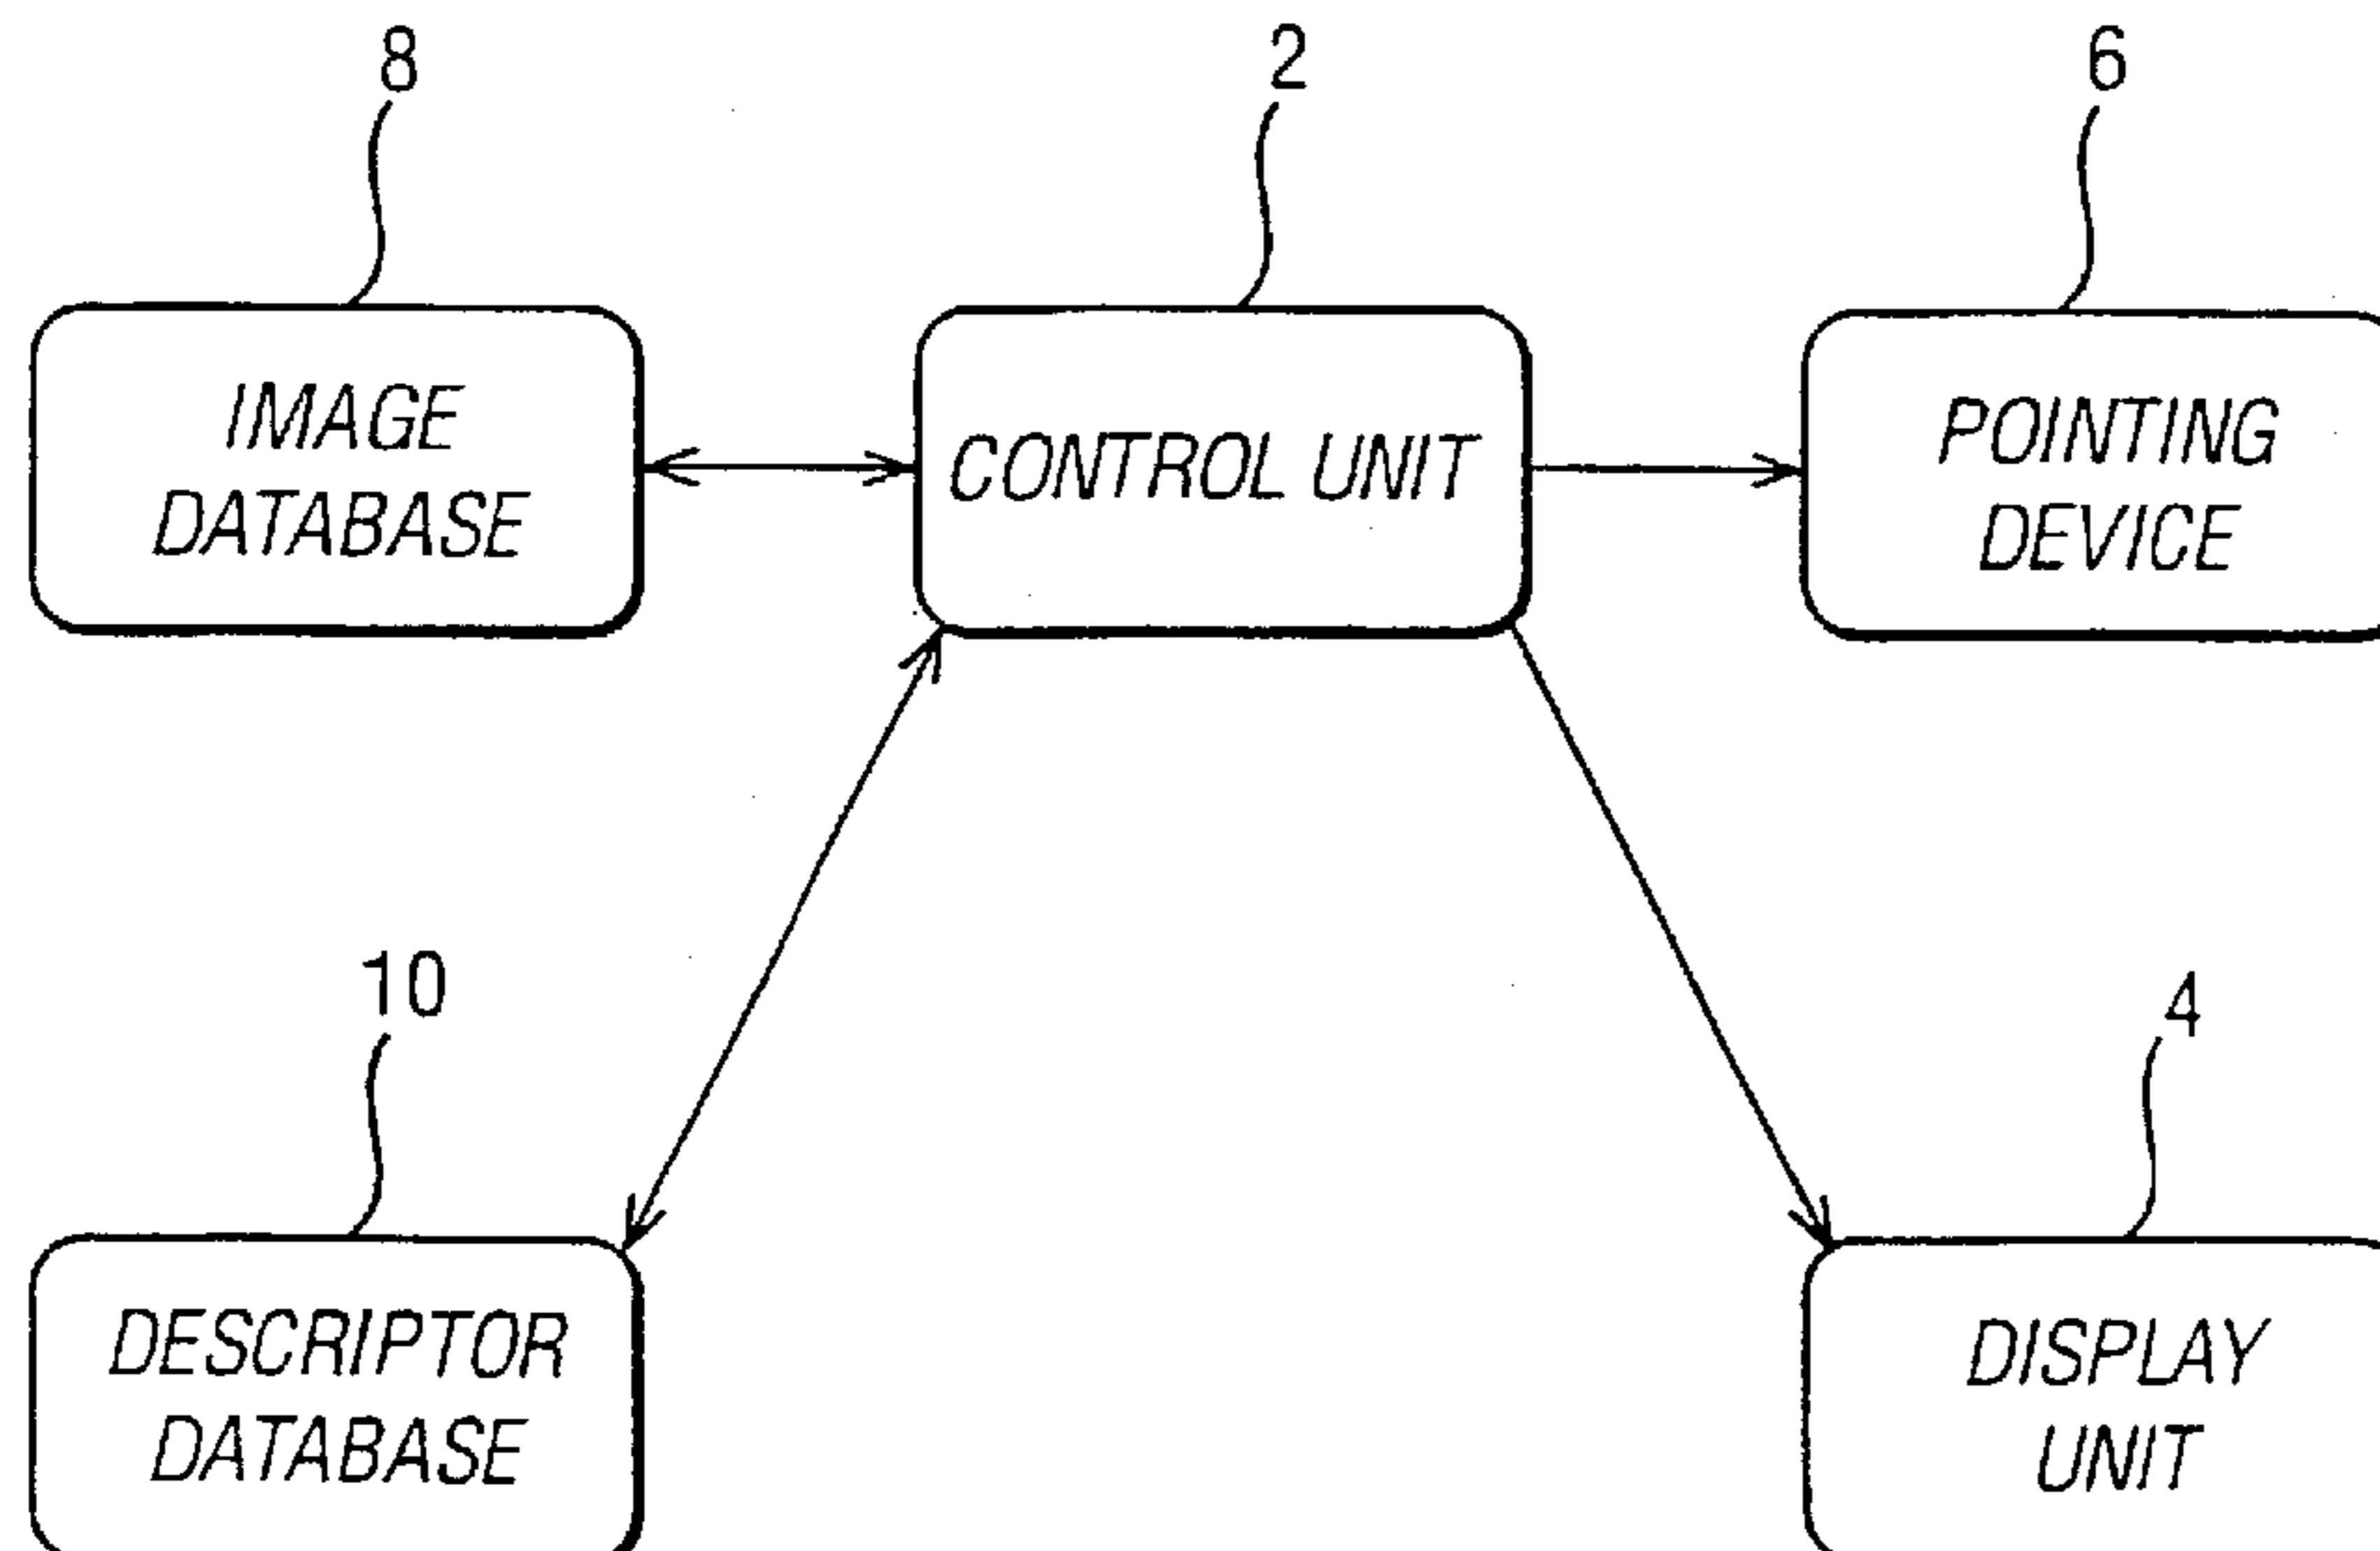 8
2
6
IMAGE
DATABASE
CONTROL UNIT
POINTING
DEVICE
10
4
DESCRIPTOR
DATABASE
DISPLAY
UNIT